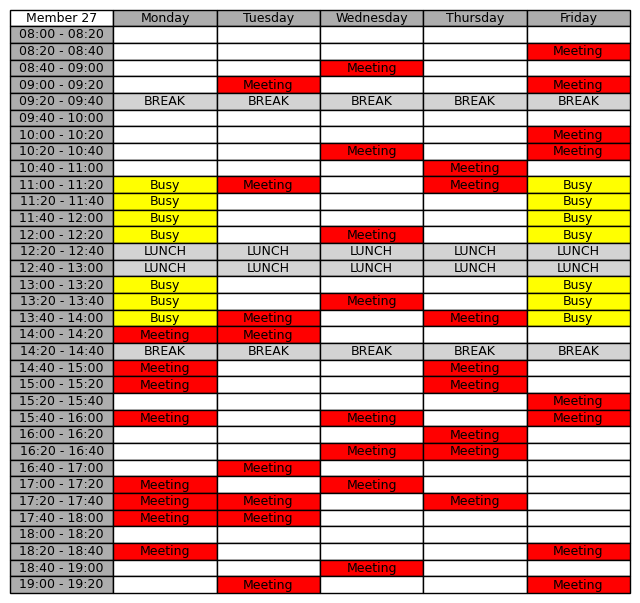 Member 27 Monday Tuesday Wednesday Thursday Friday
08:00 - 08:20
08:20 - 08:40 Meeting
08:40 - 09:00 Meeting
09:00 - 09:20 Meeting Meeting
09:20 - 09:40 BREAK BREAK BREAK BREAK BREAK
09:40 - 10:00
10:00 - 10:20 Meeting
10:20 - 10:40 Meeting Meeting
10:40 - 11:00 Meeting
11:00 - 11:20 Busy Meeting Meeting Busy
11:20 - 11:40 Busy Busy
11:40 - 12:00 Busy Busy
12:00 - 12:20 Busy Meeting Busy
12:20 - 12:40 LUNCH LUNCH LUNCH LUNCH LUNCH
12:40 - 13:00 LUNCH LUNCH LUNCH LUNCH LUNCH
13:00 - 13:20 Busy Busy
13:20 - 13:40 Busy Meeting Busy
13:40 - 14:00 Busy Meeting Meeting Busy
14:00 - 14:20 Meeting Meeting
14:20 - 14:40 BREAK BREAK BREAK BREAK BREAK
14:40 - 15:00 Meeting Meeting
15:00 - 15:20 Meeting Meeting
15:20 - 15:40 Meeting
15:40 - 16:00 Meeting Meeting Meeting
16:00 - 16:20 Meeting
16:20 - 16:40 Meeting Meeting
16:40 - 17:00 Meeting
17:00 - 17:20 Meeting Meeting
17:20 - 17:40 Meeting Meeting Meeting
17:40 - 18:00 Meeting Meeting
18:00 - 18:20
18:20 - 18:40 Meeting Meeting
18:40 - 19:00 Meeting
19:00 - 19:20 Meeting Meeting